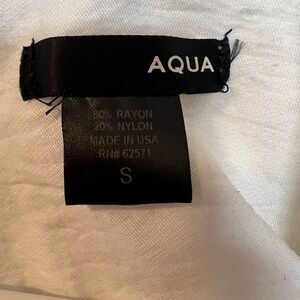 AQUA
80% RAYON
20% NYLON
MADE IN USA
RN# 62571
S